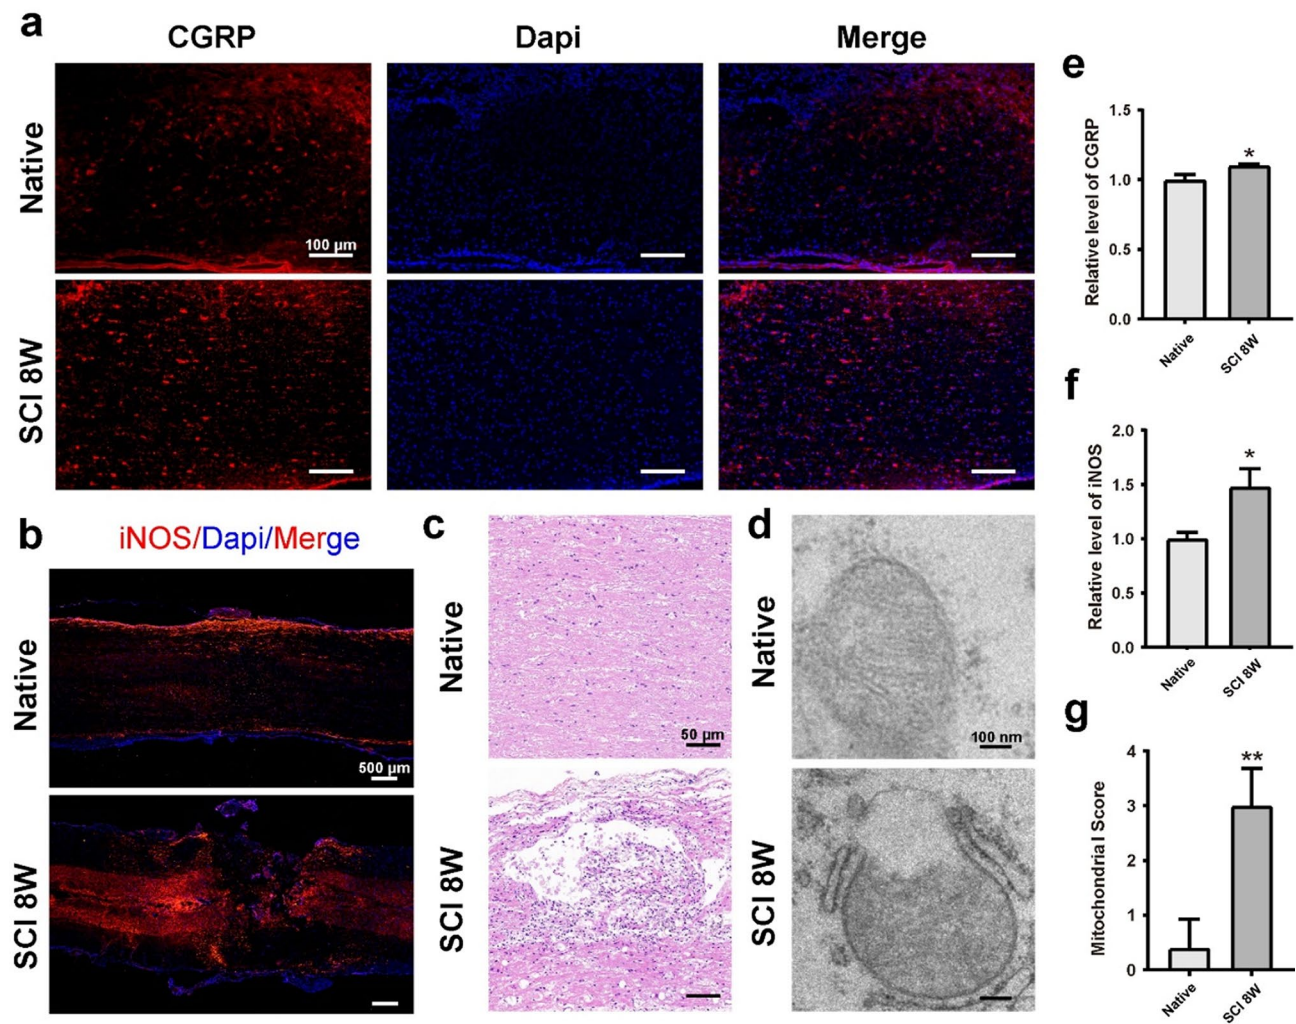 a
CGRP
Dapi
Merge
Native
100 µm
SCI 8W
b
iNOS/Dapi/Merge
Native
500 µm
SCI 8W
c
Native
50 µm
SCI 8W
d
Native
100 nm
SCI 8W
e
Relative level of CGRP
1.5
1.0
0.5
0.0
*
Native
SCI 8W
f
Relative level of iNOS
2.0
1.5
1.0
0.5
0.0
*
Native
SCI 8W
g
Mitochondrial Score
4
3
2
1
0
**
Native
SCI 8W